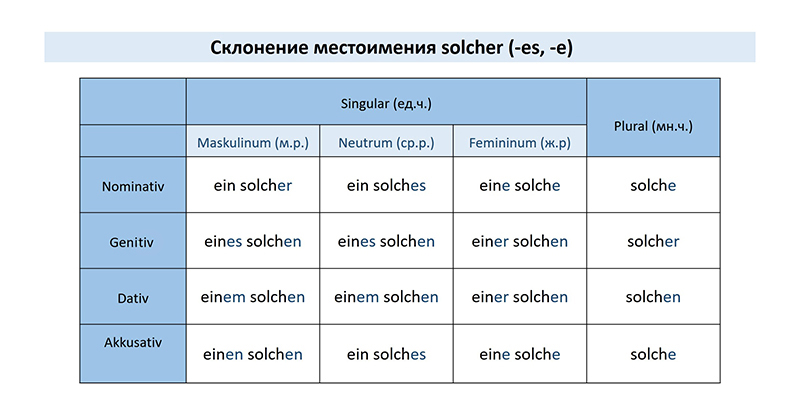 Склонение местоимения solcher (-es, -e)
Singular (ед.ч.)
Plural (мн.ч.)
Maskulinum (м.р.) Neutrum (ср.р.) Femininum (ж.р)
Nominativ ein solcher ein solches eine solche solche
Genitiv eines solchen eines solchen einer solchen solcher
Dativ einem solchen einem solchen einer solchen solchen
Akkusativ einen solchen ein solches eine solche solche